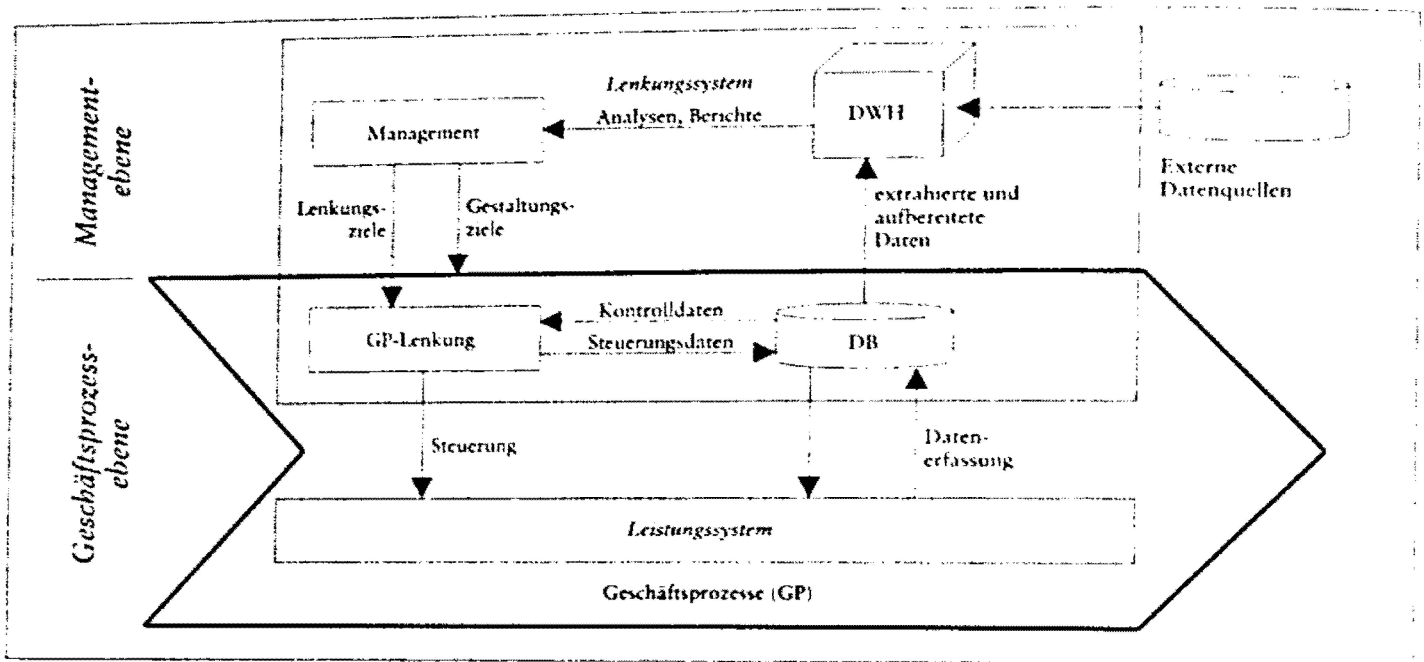 Management-
ebene
Lenkungssystem
Analysen, Berichte
Management
DWH
Externe
Datenquellen
Lenkungs-
ziele
Gestaltungs-
ziele
extrahierte und
aufbereitete
Daten
Geschäftsprozess-
ebene
GP-Lenkung
Kontrolldaten
Steuerungsdaten
DB
Steuerung
Daten-
erfassung
Leistungssystem
Geschäftsprozesse (GP)